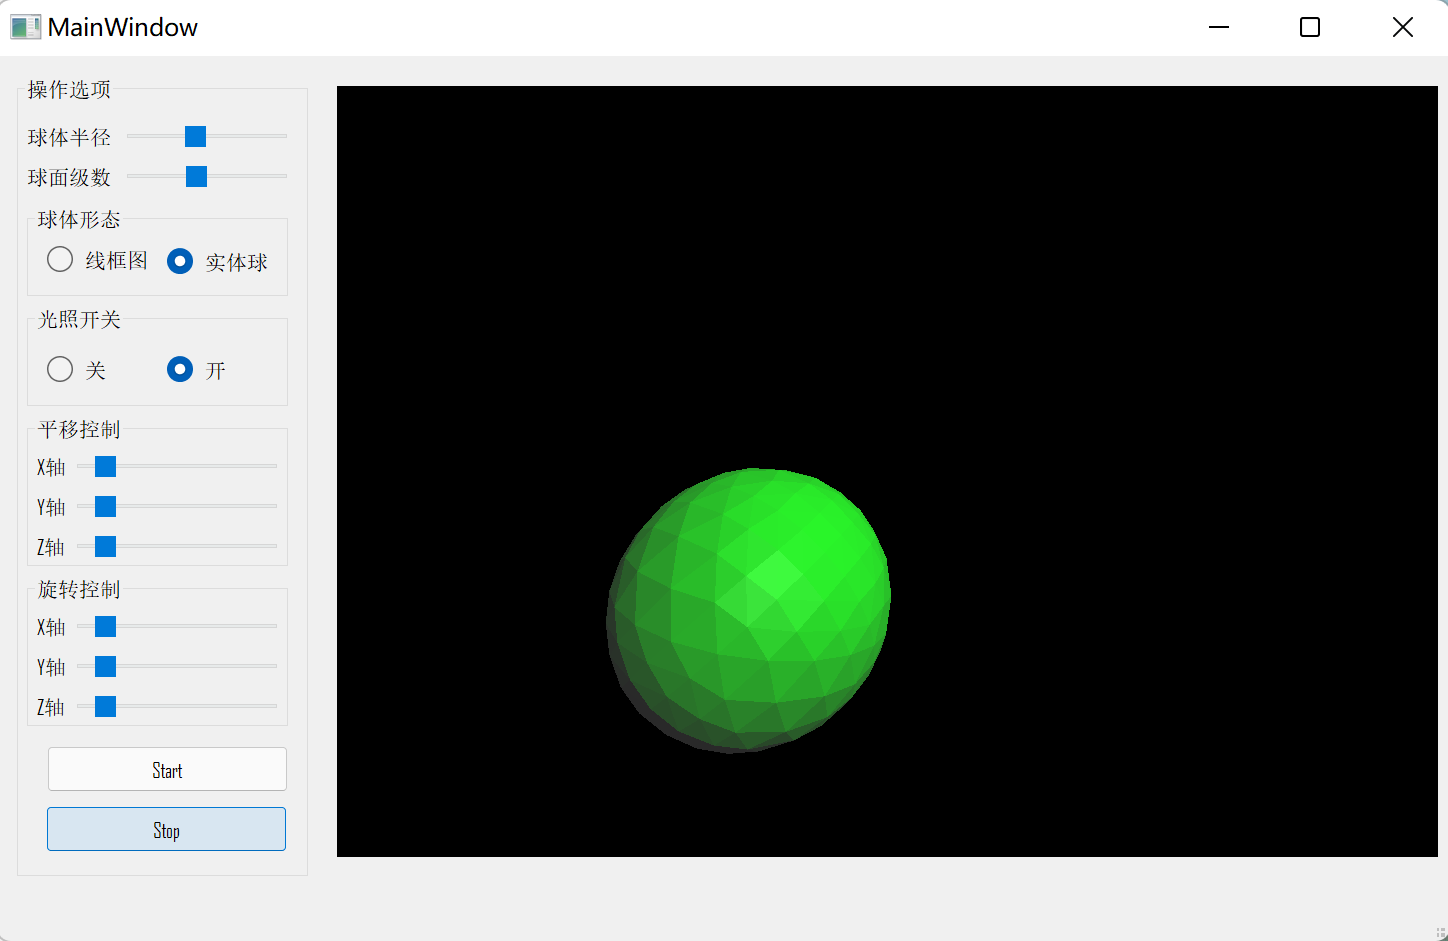 MainWindow
操作选项
球体半径
球面级数
球体形态
线框图 实体球
光照开关
关 开
平移控制
X轴
Y轴
Z轴
旋转控制
X轴
Y轴
Z轴
Start
Stop